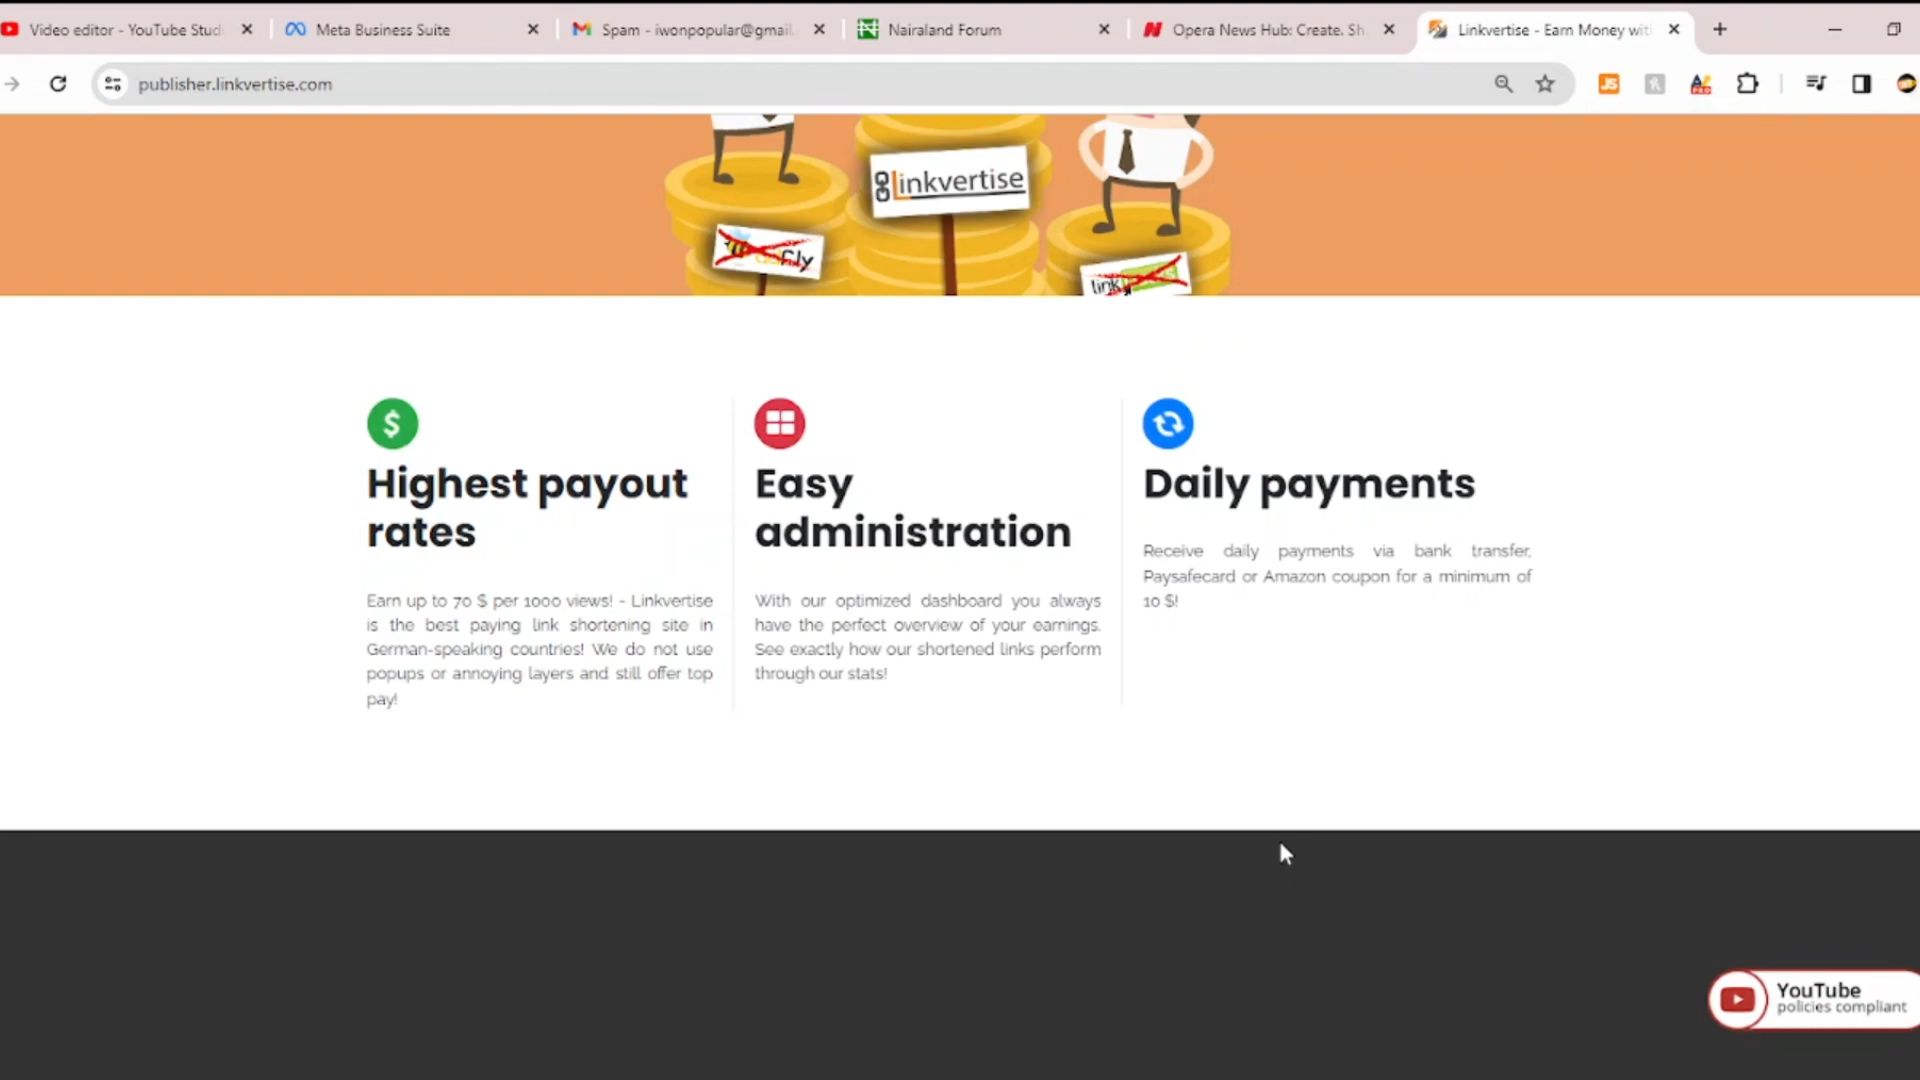 Video editor - YouTube Stud
Meta Business Suite
Spam - iwonpopular@gmail.
Nairaland Forum
Opera News Hub: Create. Sh
Linkvertise - Earn Money wit
publisher.linkvertise.com
JS
PRO
Linkvertise
adFly
link
Highest payout
rates
Earn up to 70 $ per 1000 views! - Linkvertise
is the best paying link shortening site in
German-speaking countries! We do not use
popups or annoying layers and still offer top
pay!
Easy
administration
With our optimized dashboard you always
have the perfect overview of your earnings.
See exactly how our shortened links perform
through our stats!
Daily payments
Receive daily payments via bank transfer,
Paysafecard or Amazon coupon for a minimum of
10 $!
YouTube
policies compliant